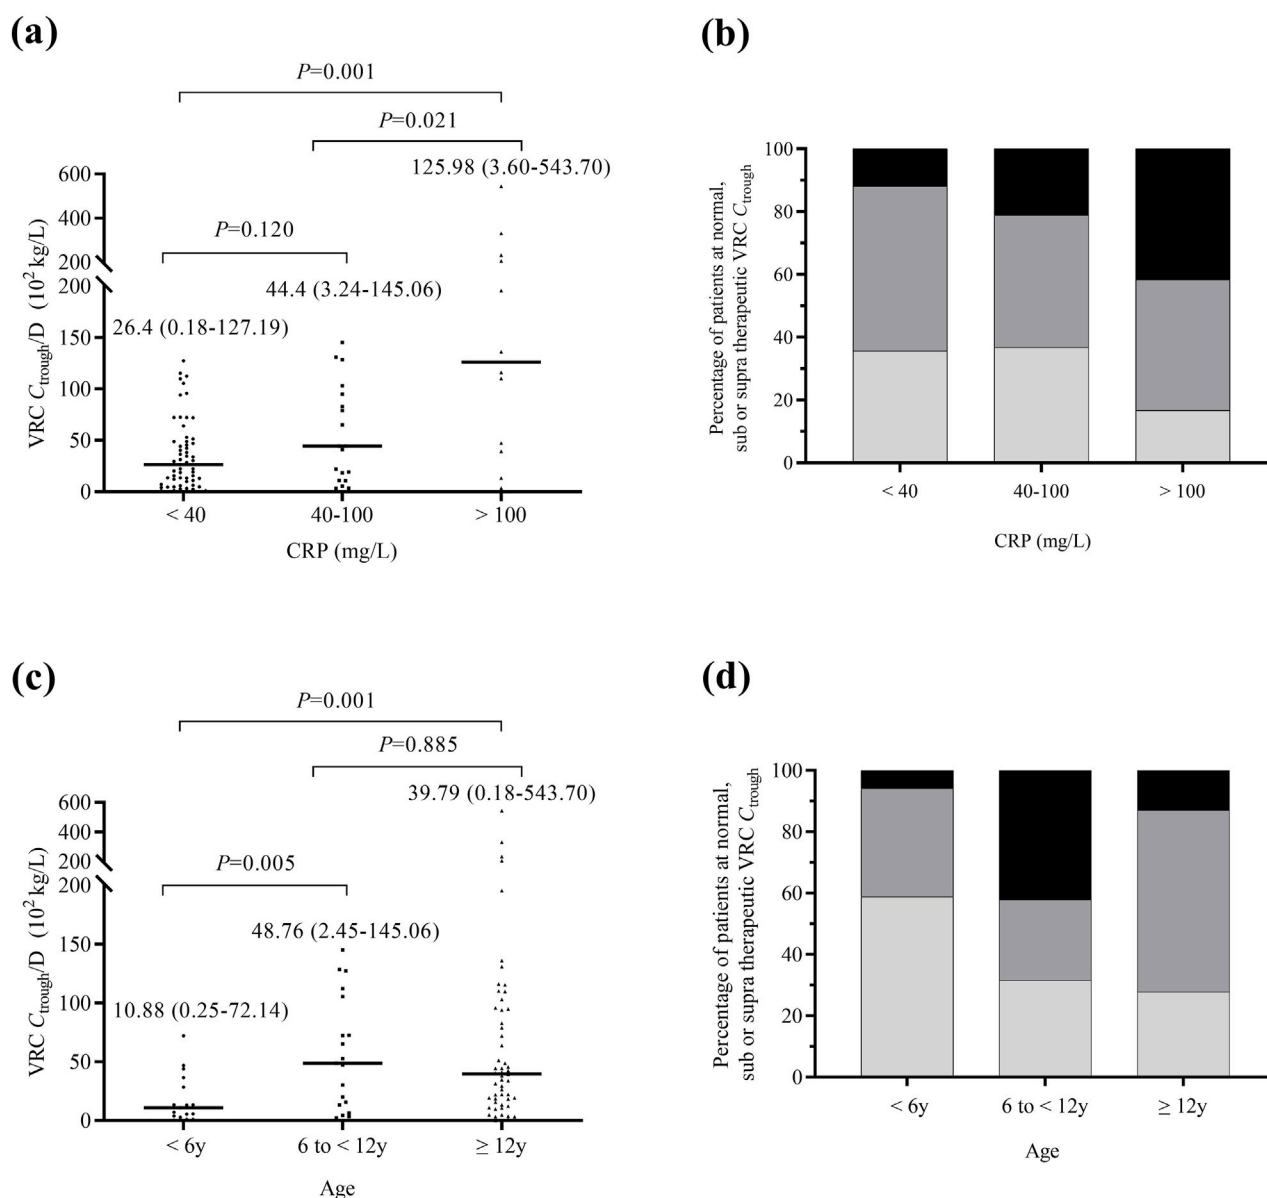 (a)
P=0.001
P=0.021
125.98 (3.60-543.70)
P=0.120
44.4 (3.24-145.06)
26.4 (0.18-127.19)
VRC Ctrough/D (10² kg/L)
600
400
200
200
150
100
50
0
< 40
40-100
> 100
CRP (mg/L)
(b)
Percentage of patients at normal,
sub or supra therapeutic VRC Ctrough
100
80
60
40
20
0
< 40
40-100
> 100
CRP (mg/L)
(c)
P=0.001
P=0.885
39.79 (0.18-543.70)
P=0.005
48.76 (2.45-145.06)
10.88 (0.25-72.14)
VRC Ctrough/D (10² kg/L)
600
400
200
200
150
100
50
0
< 6y
6 to < 12y
≥ 12y
Age
(d)
Percentage of patients at normal,
sub or supra therapeutic VRC Ctrough
100
80
60
40
20
0
< 6y
6 to < 12y
≥ 12y
Age